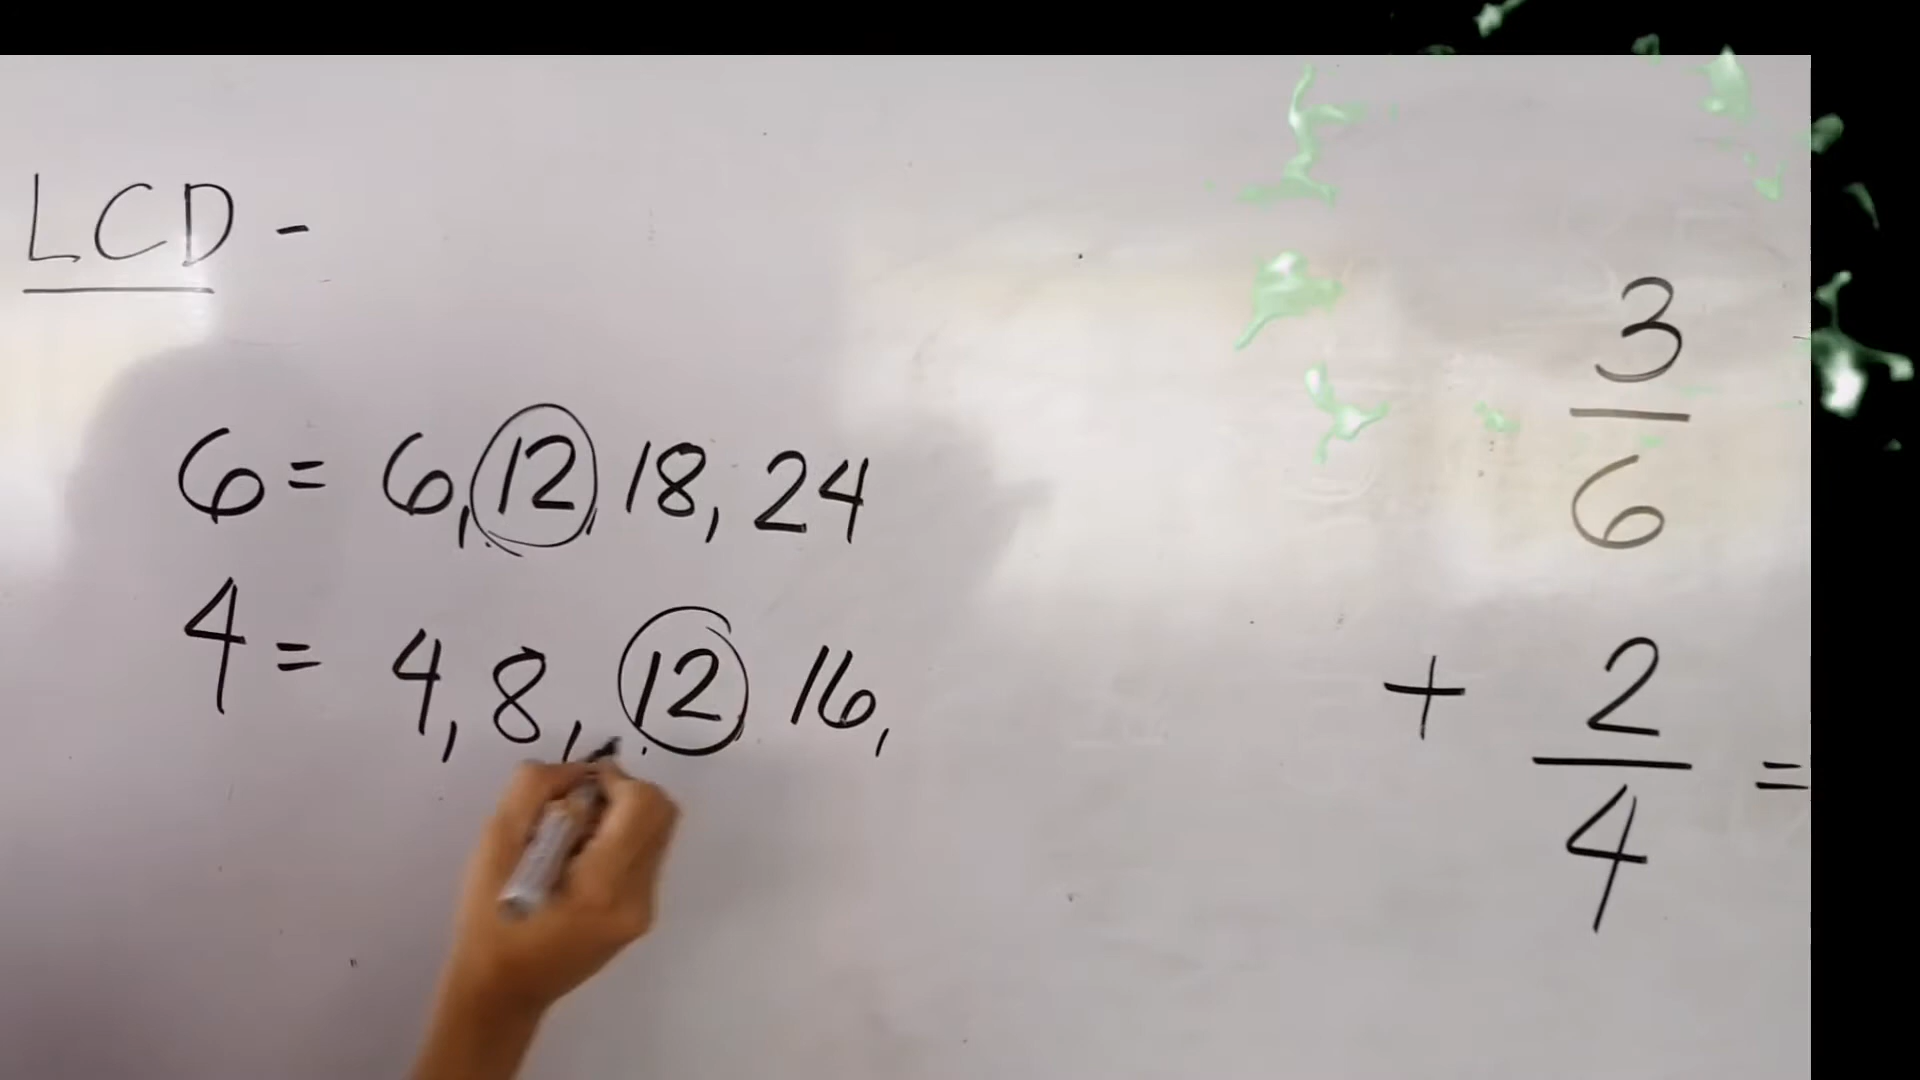 LCD -
6 = 6, 12, 18, 24
4 = 4, 8, 12 16,
3
6
+ 2
4 =